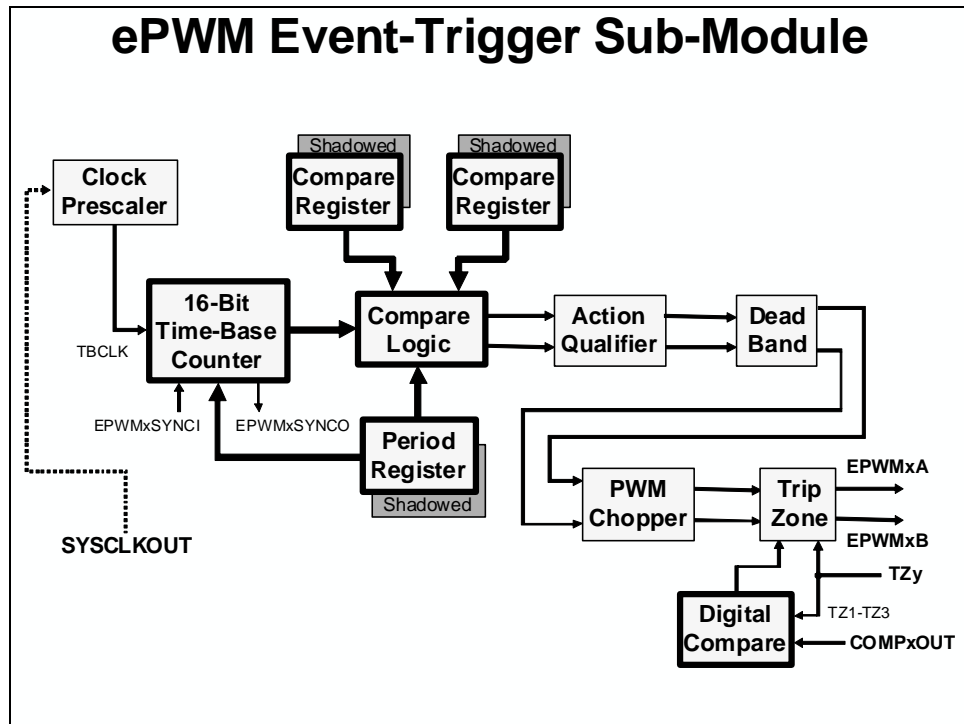 ePWM Event-Trigger Sub-Module
Shadowed
Compare
Register
Shadowed
Compare
Register
Clock
Prescaler
16-Bit
Time-Base
Counter
TBCLK
EPWMxSYNCI
EPWMxSYNCO
Compare
Logic
Action
Qualifier
Dead
Band
Period
Register
Shadowed
PWM
Chopper
Trip
Zone
EPWMxA
EPWMxB
SYSCLKOUT
TZy
TZ1-TZ3
Digital
Compare
COMPxOUT